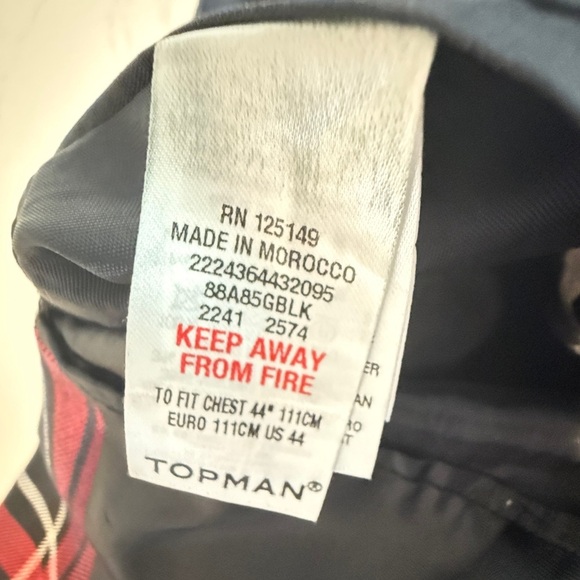 RN 125149
MADE IN MOROCCO
2224364432095
88A85GBLK
2241 2574
KEEP AWAY
FROM FIRE
TO FIT CHEST 44" 111CM
EURO 111CM US 44
TOPMAN®